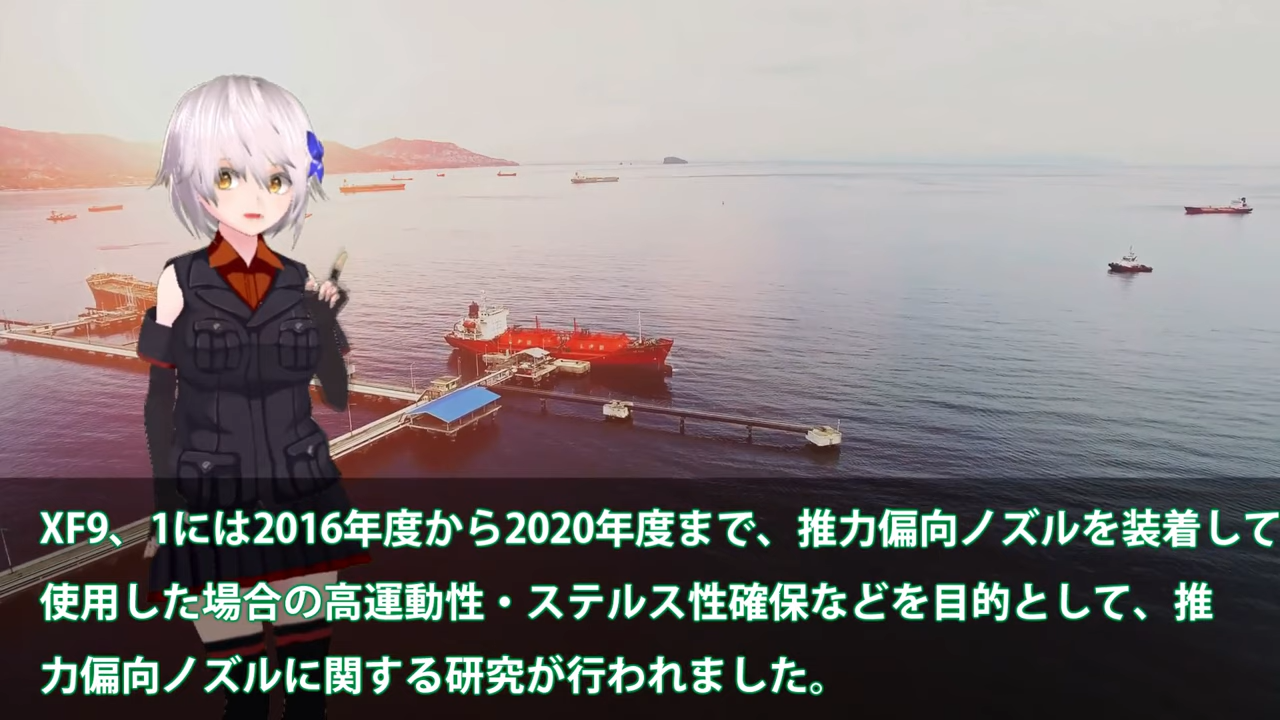 XF9、1には2016年度から2020年度まで、推力偏向ノズルを装着して
使用した場合の高運動性・ステルス性確保などを目的として、推
力偏向ノズルに関する研究が行われました。